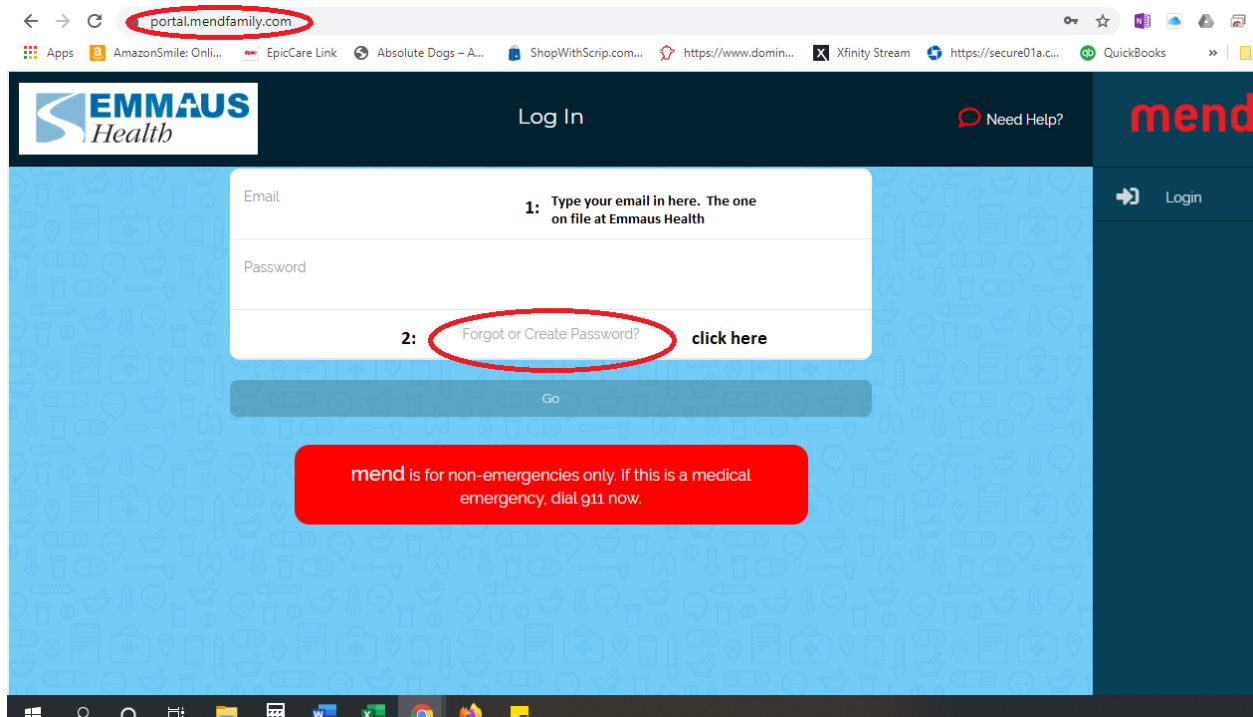 portal.mendfamily.com
Apps AmazonSmile: Onli... EpicCare Link Absolute Dogs – A... ShopWithScrip.com... https://www.domin... Xfinity Stream https://secure01a.c... QuickBooks »
EMMAUS
Health
Log In
Need Help?
mend
Login
Email
1: Type your email in here. The one
on file at Emmaus Health
Password
2: Forgot or Create Password? click here
Go
mend is for non-emergencies only. If this is a medical
emergency, dial 911 now.